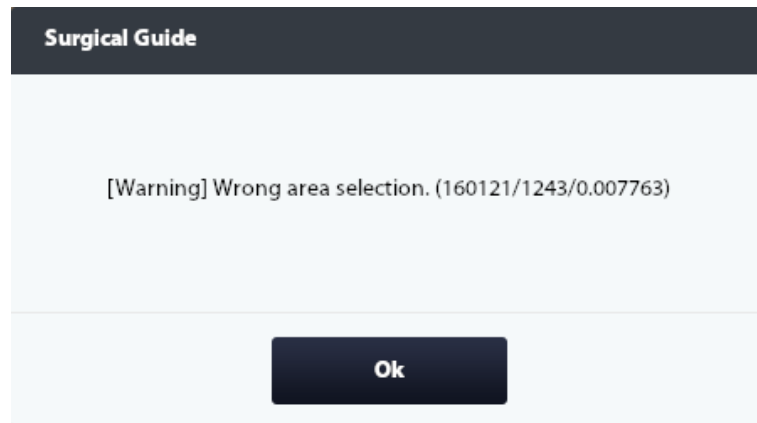 Surgical Guide
[Warning] Wrong area selection. (160121/1243/0.007763)
Ok